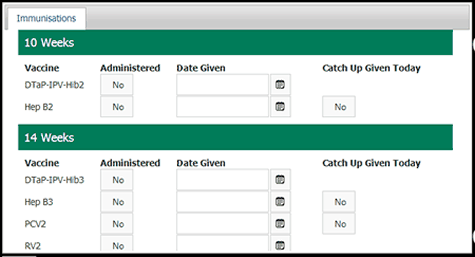 Immunisations
10 Weeks
Vaccine Administered Date Given Catch Up Given Today
DTaP-IPV-Hib2 No
Hep B2 No No
14 Weeks
Vaccine Administered Date Given Catch Up Given Today
DTaP-IPV-Hib3 No
Hep B3 No No
PCV2 No No
RV2 No